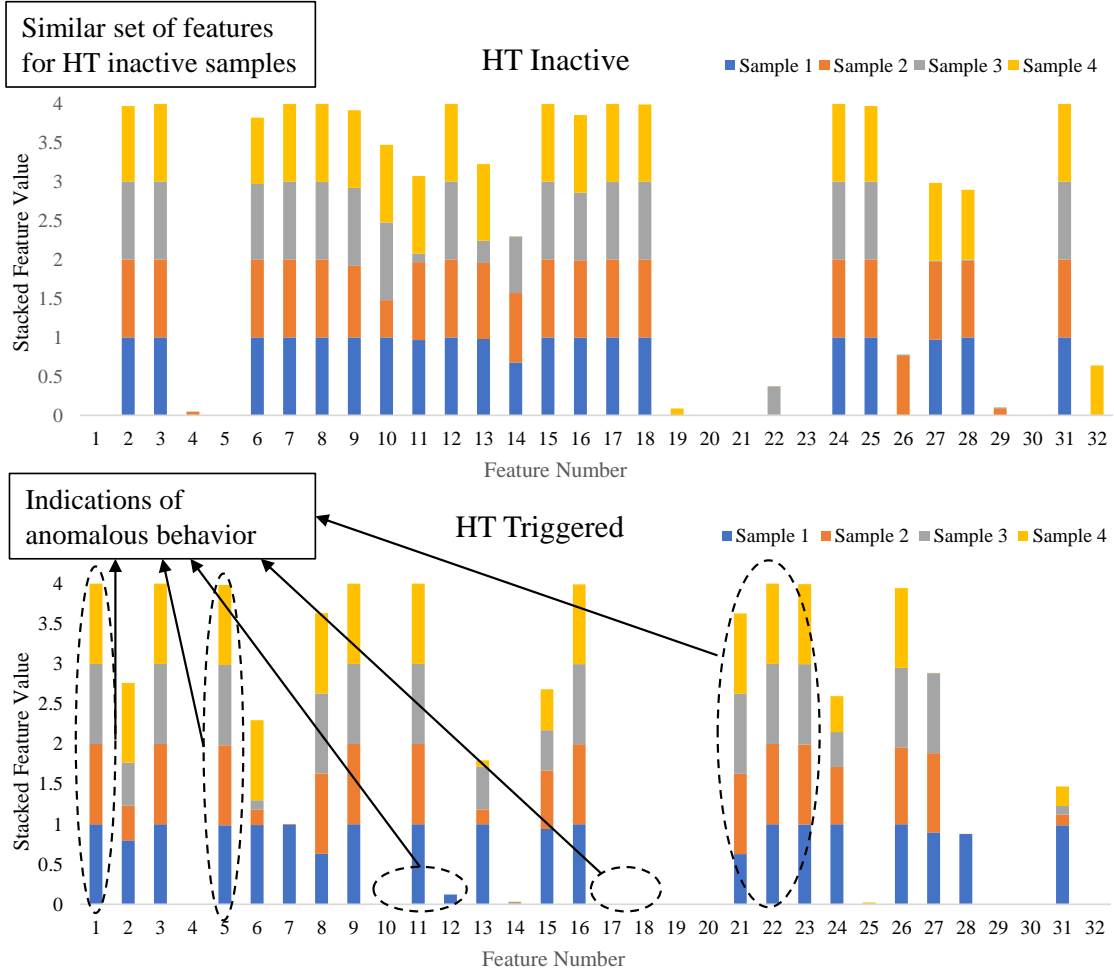 Similar set of features
for HT inactive samples
HT Inactive
Sample 1 Sample 2 Sample 3 Sample 4
Stacked Feature Value
4
3.5
3
2.5
2
1.5
1
0.5
0
1 2 3 4 5 6 7 8 9 10 11 12 13 14 15 16 17 18 19 20 21 22 23 24 25 26 27 28 29 30 31 32
Feature Number
Indications of
anomalous behavior
HT Triggered
Sample 1 Sample 2 Sample 3 Sample 4
Stacked Feature Value
4
3.5
3
2.5
2
1.5
1
0.5
0
1 2 3 4 5 6 7 8 9 10 11 12 13 14 15 16 17 18 19 20 21 22 23 24 25 26 27 28 29 30 31 32
Feature Number